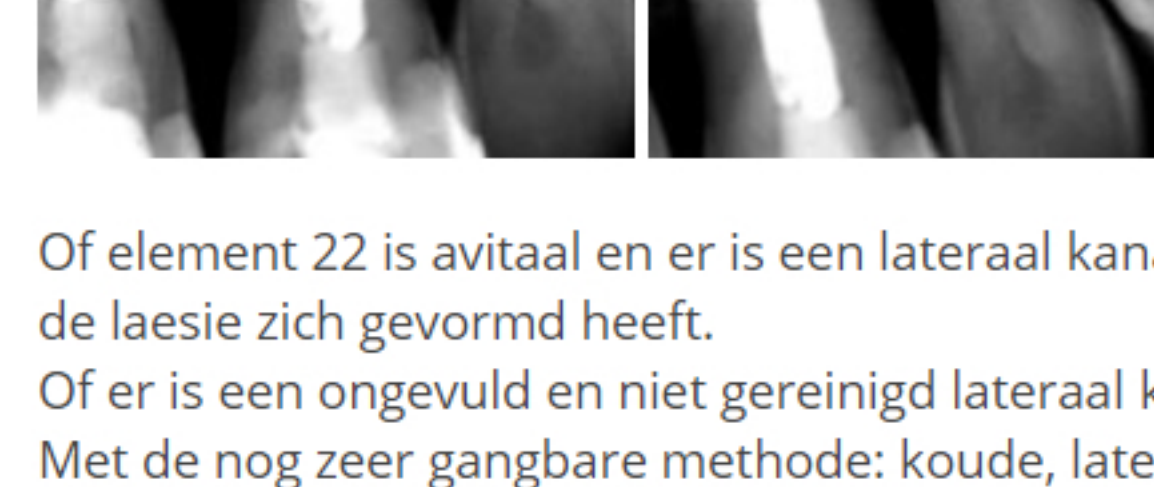 Of element 22 is avitaal en er is een lateraal
de laesie zich gevormd heeft.
Of er is een ongevuld en niet gereinigd lateraal
Met de nog zeer gangbare methode: koude,